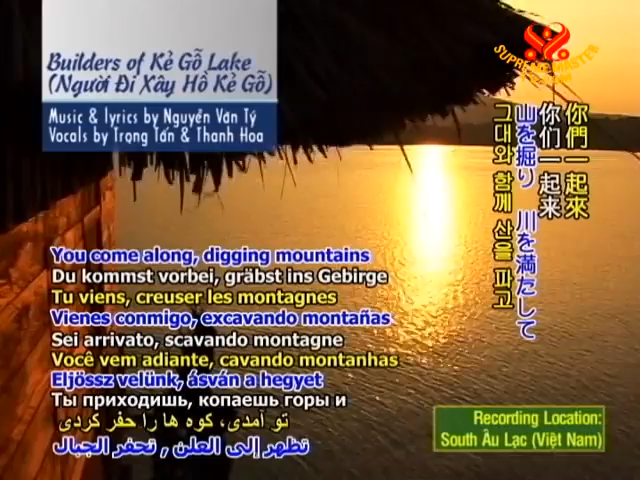 Builders of Kẻ Gỗ Lake
(Người Đi Xây Hồ Kẻ Gỗ)
Music & lyrics by Nguyễn Văn Tý
Vocals by Trọng Tấn & Thanh Hoa
SUPREME MASTER
你們一起來
你们一起来
山を掘り 川を満たして
그대와 함께 산을 파고
You come along, digging mountains
Du kommst vorbei, gräbst ins Gebirge
Tu viens, creuser les montagnes
Vienes conmigo, excavando montañas
Sei arrivato, scavando montagne
Você vem adiante, cavando montanhas
Eljössz velünk, ásván a hegyet
Ты приходишь, копаешь горы и
تو آمدی، کوه ها را حفر کردی
تظهر إلى العلن , تحفر الجبال
Recording Location:
South Âu Lạc (Việt Nam)